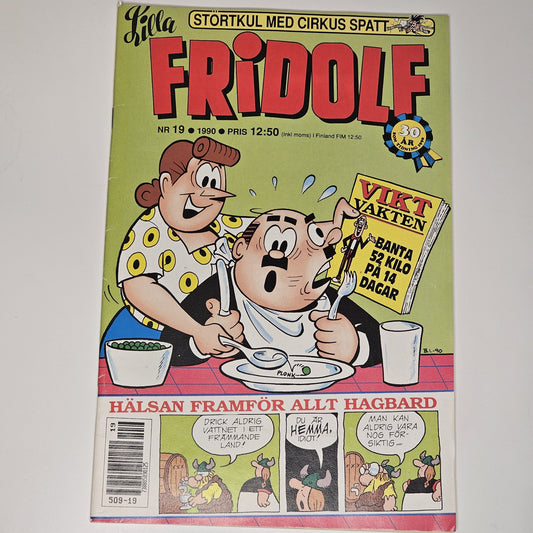 STÖRTKUL MED CIRKUS SPATT
Lilla
FRIDOLF
NR 19 • 1990 • PRIS 12:50 (Inkl moms) i Finland FIM 12:50
30
ÅR
VIKT
VAKTEN
BANTA
52 KILO
PÅ 14
DAGAR
PLONK
B.L-90
HÄLSAN FRAMFÖR ALLT HAGBARD
19
509-19
DRICK ALDRIG
VATTNET I ETT
FRÄMMANDE
LAND!
DU ÄR
HEMMA,
IDIOT!
MAN KAN
ALDRIG VARA
NOG FÖR-
SIKTIG—